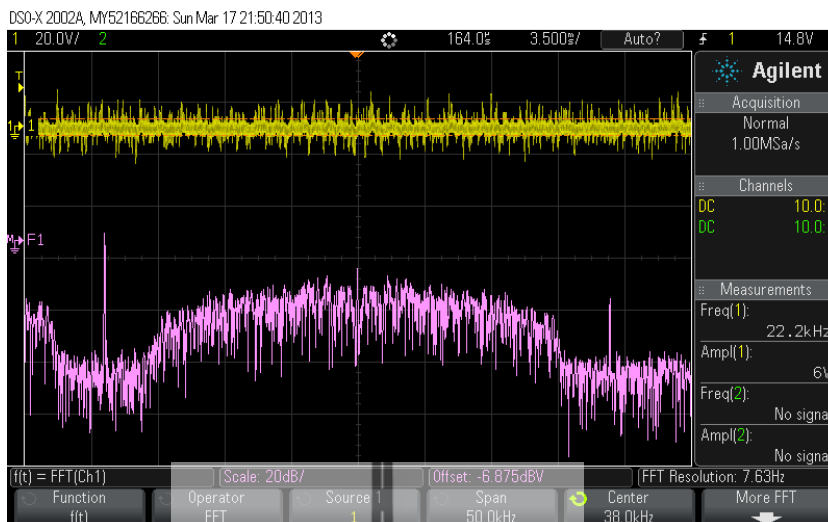 DSO-X 2002A, MY52166266: Sun Mar 17 21:50:40 2013
1 20.0V/ 2 164.0s 3.500s/ Auto? 1 14.8V
T
1 1
M F1
Agilent
Acquisition
Normal
1.00MSa/s
Channels
DC 10.0:
DC 10.0:
Measurements
Freq(1):
22.2kHz
Ampl(1):
6V
Freq(2):
No signa
Ampl(2):
No signa
f(t) = FFT(Ch1) Scale: 20dB/ Offset: -6.875dBV FFT Resolution: 7.63Hz
Function Operator Source 1 Span Center More FFT
f(t) FFT 1 50.0kHz 38.0kHz